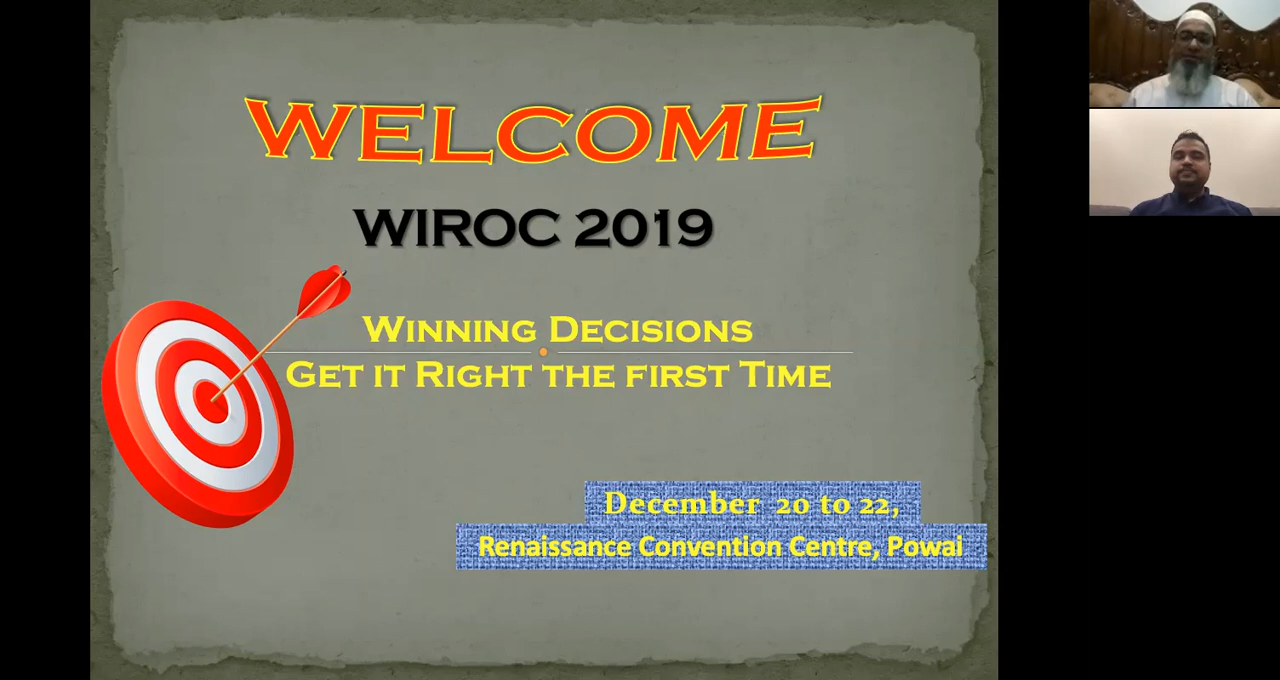 WELCOME
WIROC 2019
WINNING DECISIONS
GET IT RIGHT THE FIRST TIME
December 20 to 22,
Renaissance Convention Centre, Powai